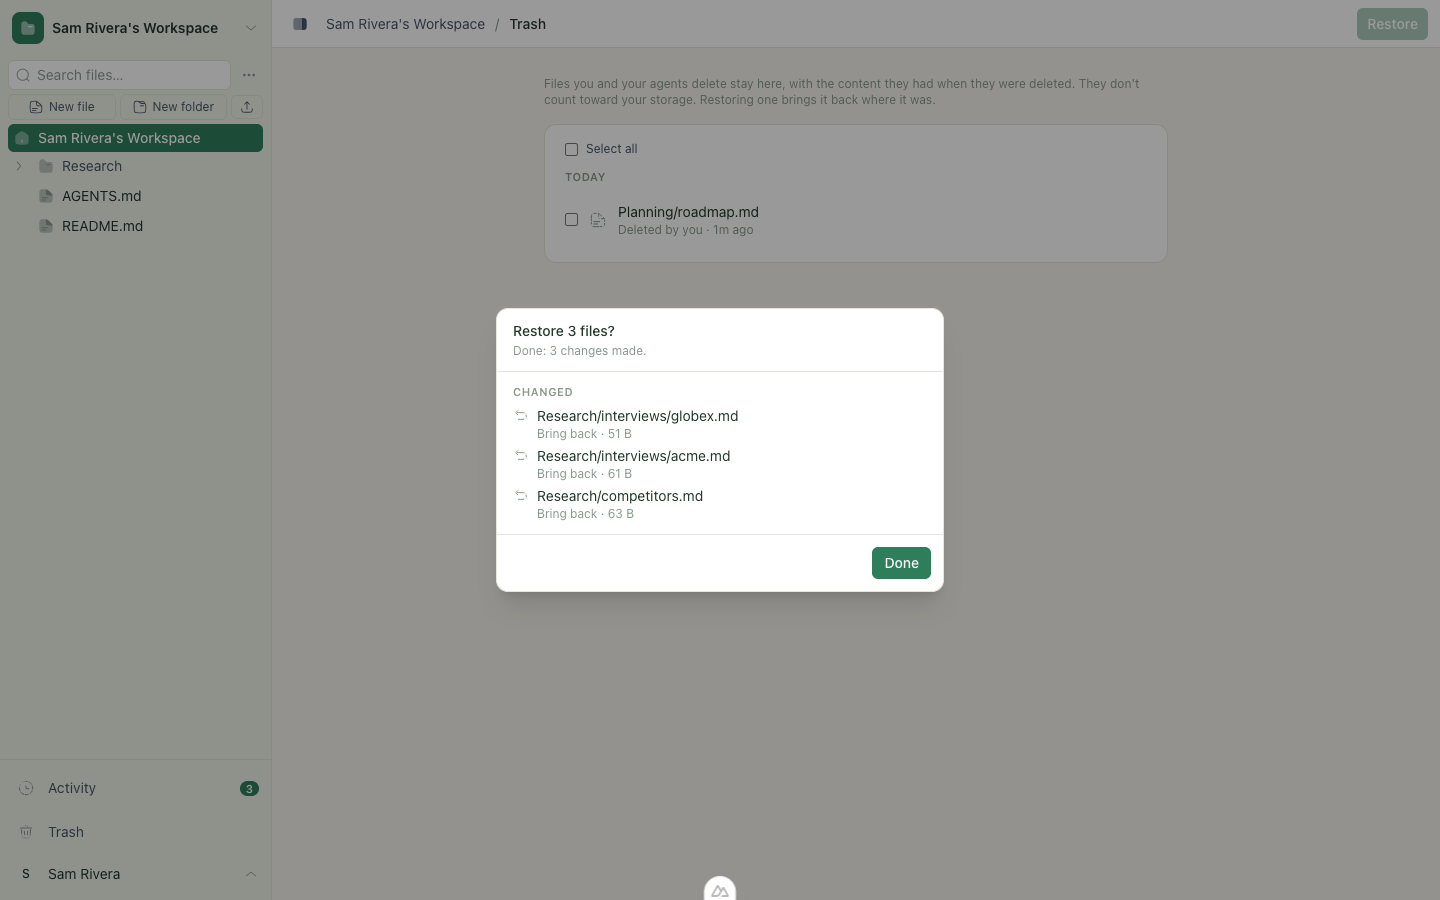 Sam Rivera's Workspace
Search files...
New file
New folder
Sam Rivera's Workspace
Research
AGENTS.md
README.md
Activity
3
Trash
S
Sam Rivera
Sam Rivera's Workspace / Trash
Restore
Files you and your agents delete stay here, with the content they had when they were deleted. They don't
count toward your storage. Restoring one brings it back where it was.
Select all
TODAY
Planning/roadmap.md
Deleted by you · 1m ago
Restore 3 files?
Done: 3 changes made.
CHANGED
Research/interviews/globex.md
Bring back · 51 B
Research/interviews/acme.md
Bring back · 61 B
Research/competitors.md
Bring back · 63 B
Done